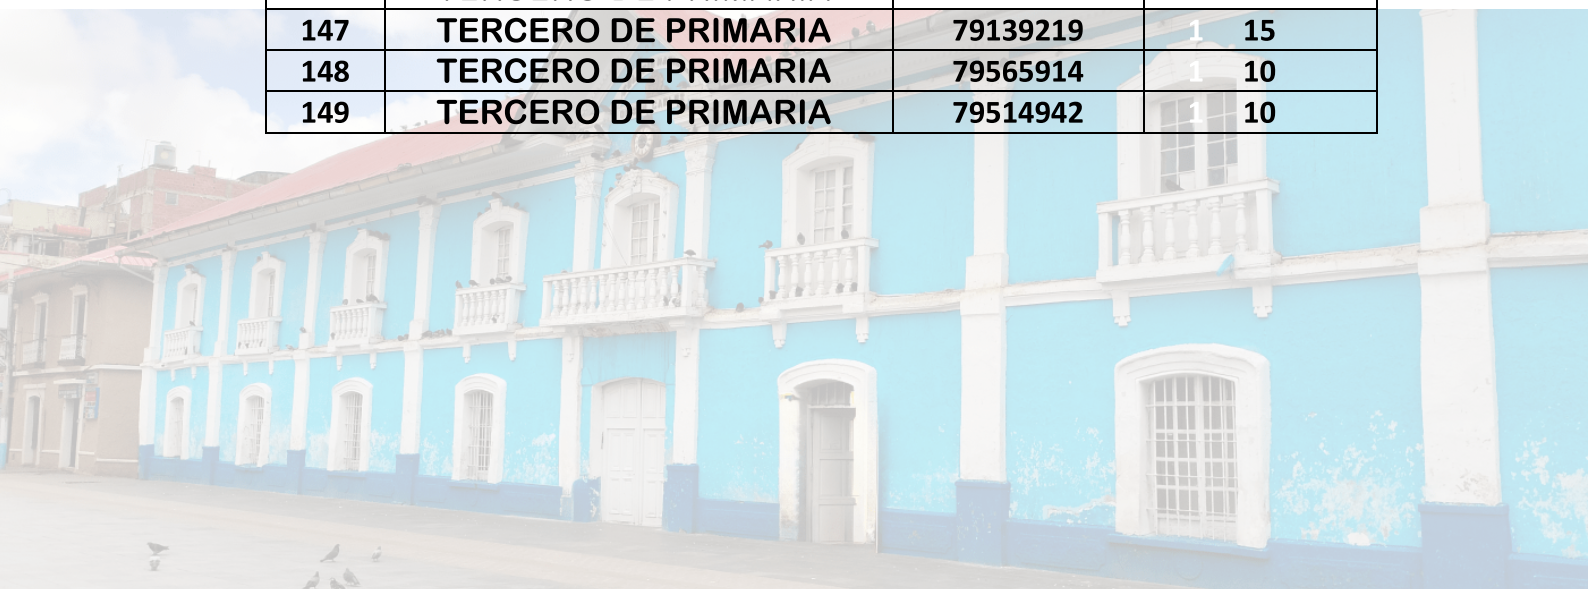 147 TERCERO DE PRIMARIA 79139219 1 15
148 TERCERO DE PRIMARIA 79565914 1 10
149 TERCERO DE PRIMARIA 79514942 1 10